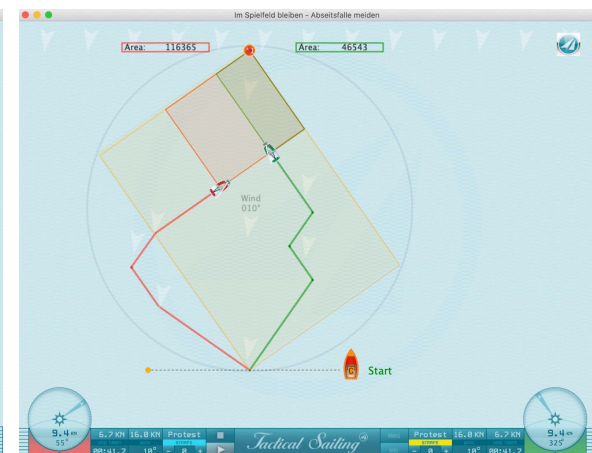 Im Spielfeld bleiben - Abseitsfalle meiden
Area: 116365
Area: 46543
Wind
010°
Start
9.4
55°
6.7 KN 16.0 KN Protest
00:41.7 10° - 0 +
Tactical Sailing
Protest 16.0 KN 6.7 KN
- 0 + 10° 00:41.7
9.4
325°